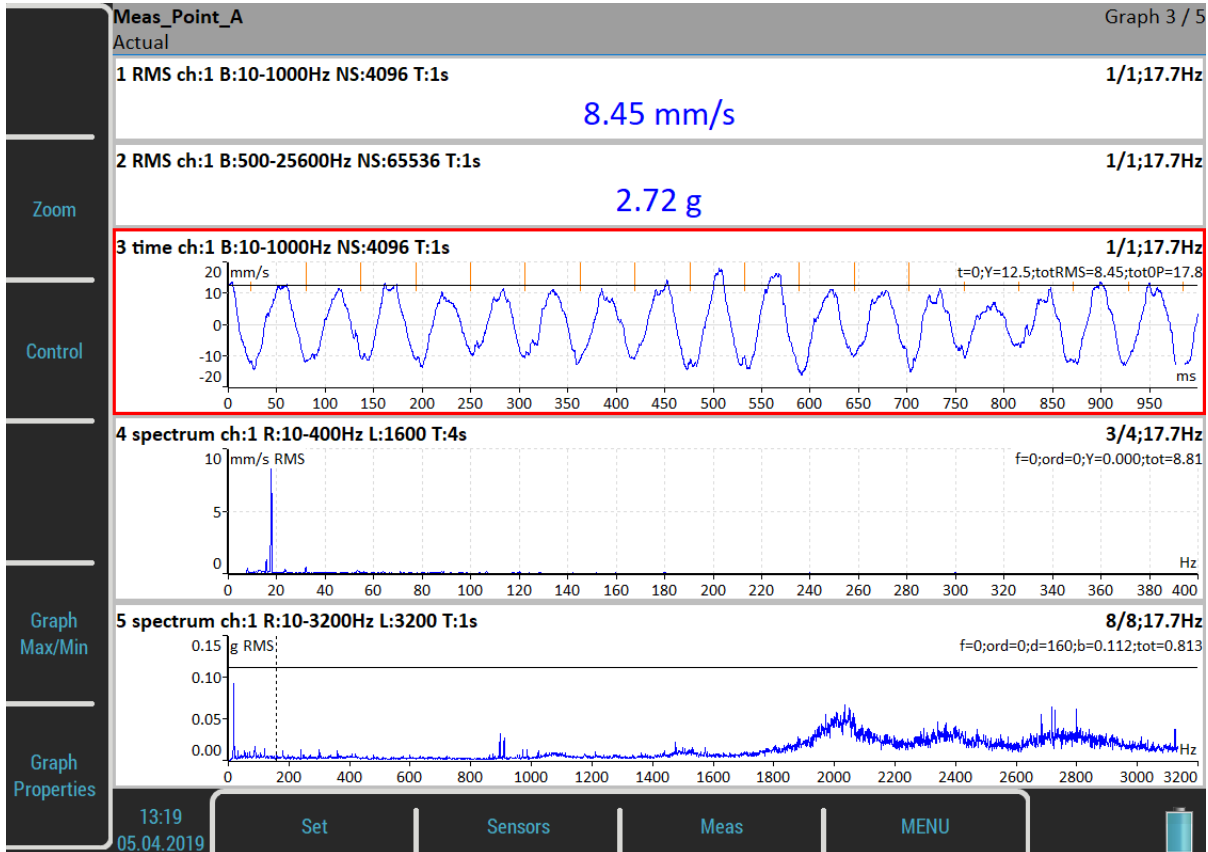 Meas_Point_A Graph 3 / 5
Actual
1 RMS ch:1 B:10-1000Hz NS:4096 T:1s 1/1;17.7Hz
8.45 mm/s
2 RMS ch:1 B:500-25600Hz NS:65536 T:1s 1/1;17.7Hz
2.72 g
3 time ch:1 B:10-1000Hz NS:4096 T:1s 1/1;17.7Hz
20 mm/s t=0;Y=12.5;totRMS=8.45;tot0P=17.8
10
0
-10
-20 ms
0 50 100 150 200 250 300 350 400 450 500 550 600 650 700 750 800 850 900 950
4 spectrum ch:1 R:10-400Hz L:1600 T:4s 3/4;17.7Hz
10 mm/s RMS f=0;ord=0;Y=0.000;tot=8.81
5
0 Hz
0 20 40 60 80 100 120 140 160 180 200 220 240 260 280 300 320 340 360 380 400
5 spectrum ch:1 R:10-3200Hz L:3200 T:1s 8/8;17.7Hz
0.15 g RMS f=0;ord=0;d=160;b=0.112;tot=0.813
0.10
0.05
0.00 Hz
0 200 400 600 800 1000 1200 1400 1600 1800 2000 2200 2400 2600 2800 3000 3200
Zoom
Control
Graph
Max/Min
Graph
Properties
13:19
05.04.2019
Set Sensors Meas MENU